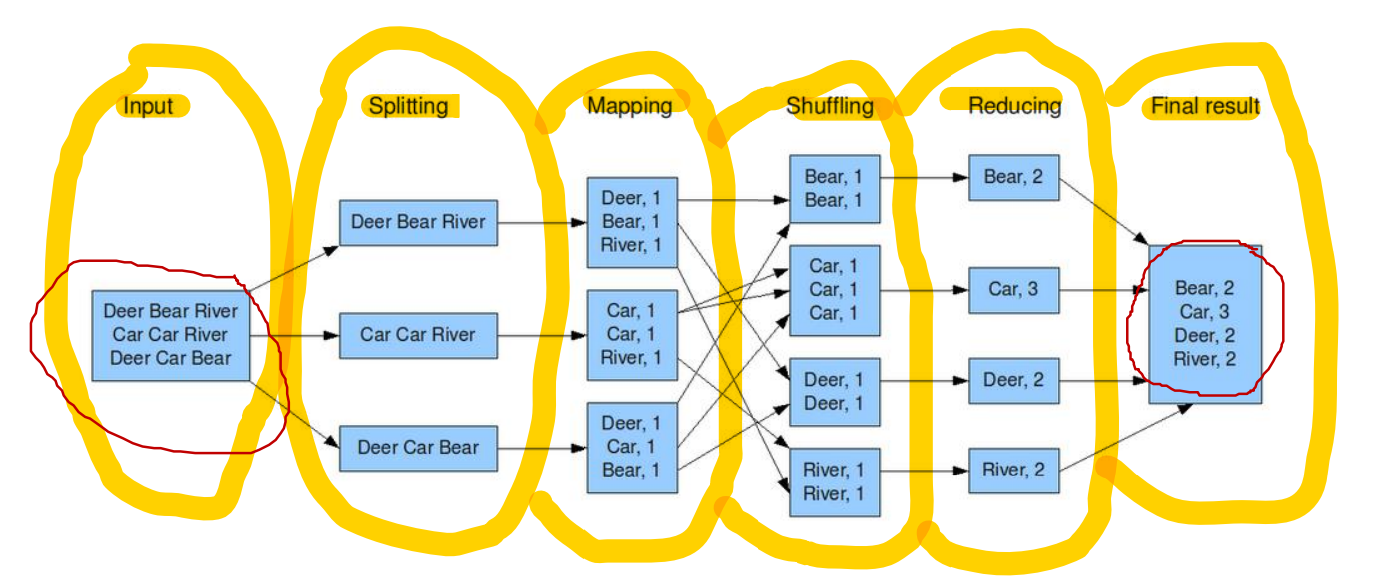 Input
Splitting
Mapping
Shuffling
Reducing
Final result
Deer Bear River
Car Car River
Deer Car Bear
Deer Bear River
Car Car River
Deer Car Bear
Deer, 1
Bear, 1
River, 1
Car, 1
Car, 1
River, 1
Deer, 1
Car, 1
Bear, 1
Bear, 1
Bear, 1
Car, 1
Car, 1
Car, 1
Deer, 1
Deer, 1
River, 1
River, 1
Bear, 2
Car, 3
Deer, 2
River, 2
Bear, 2
Car, 3
Deer, 2
River, 2